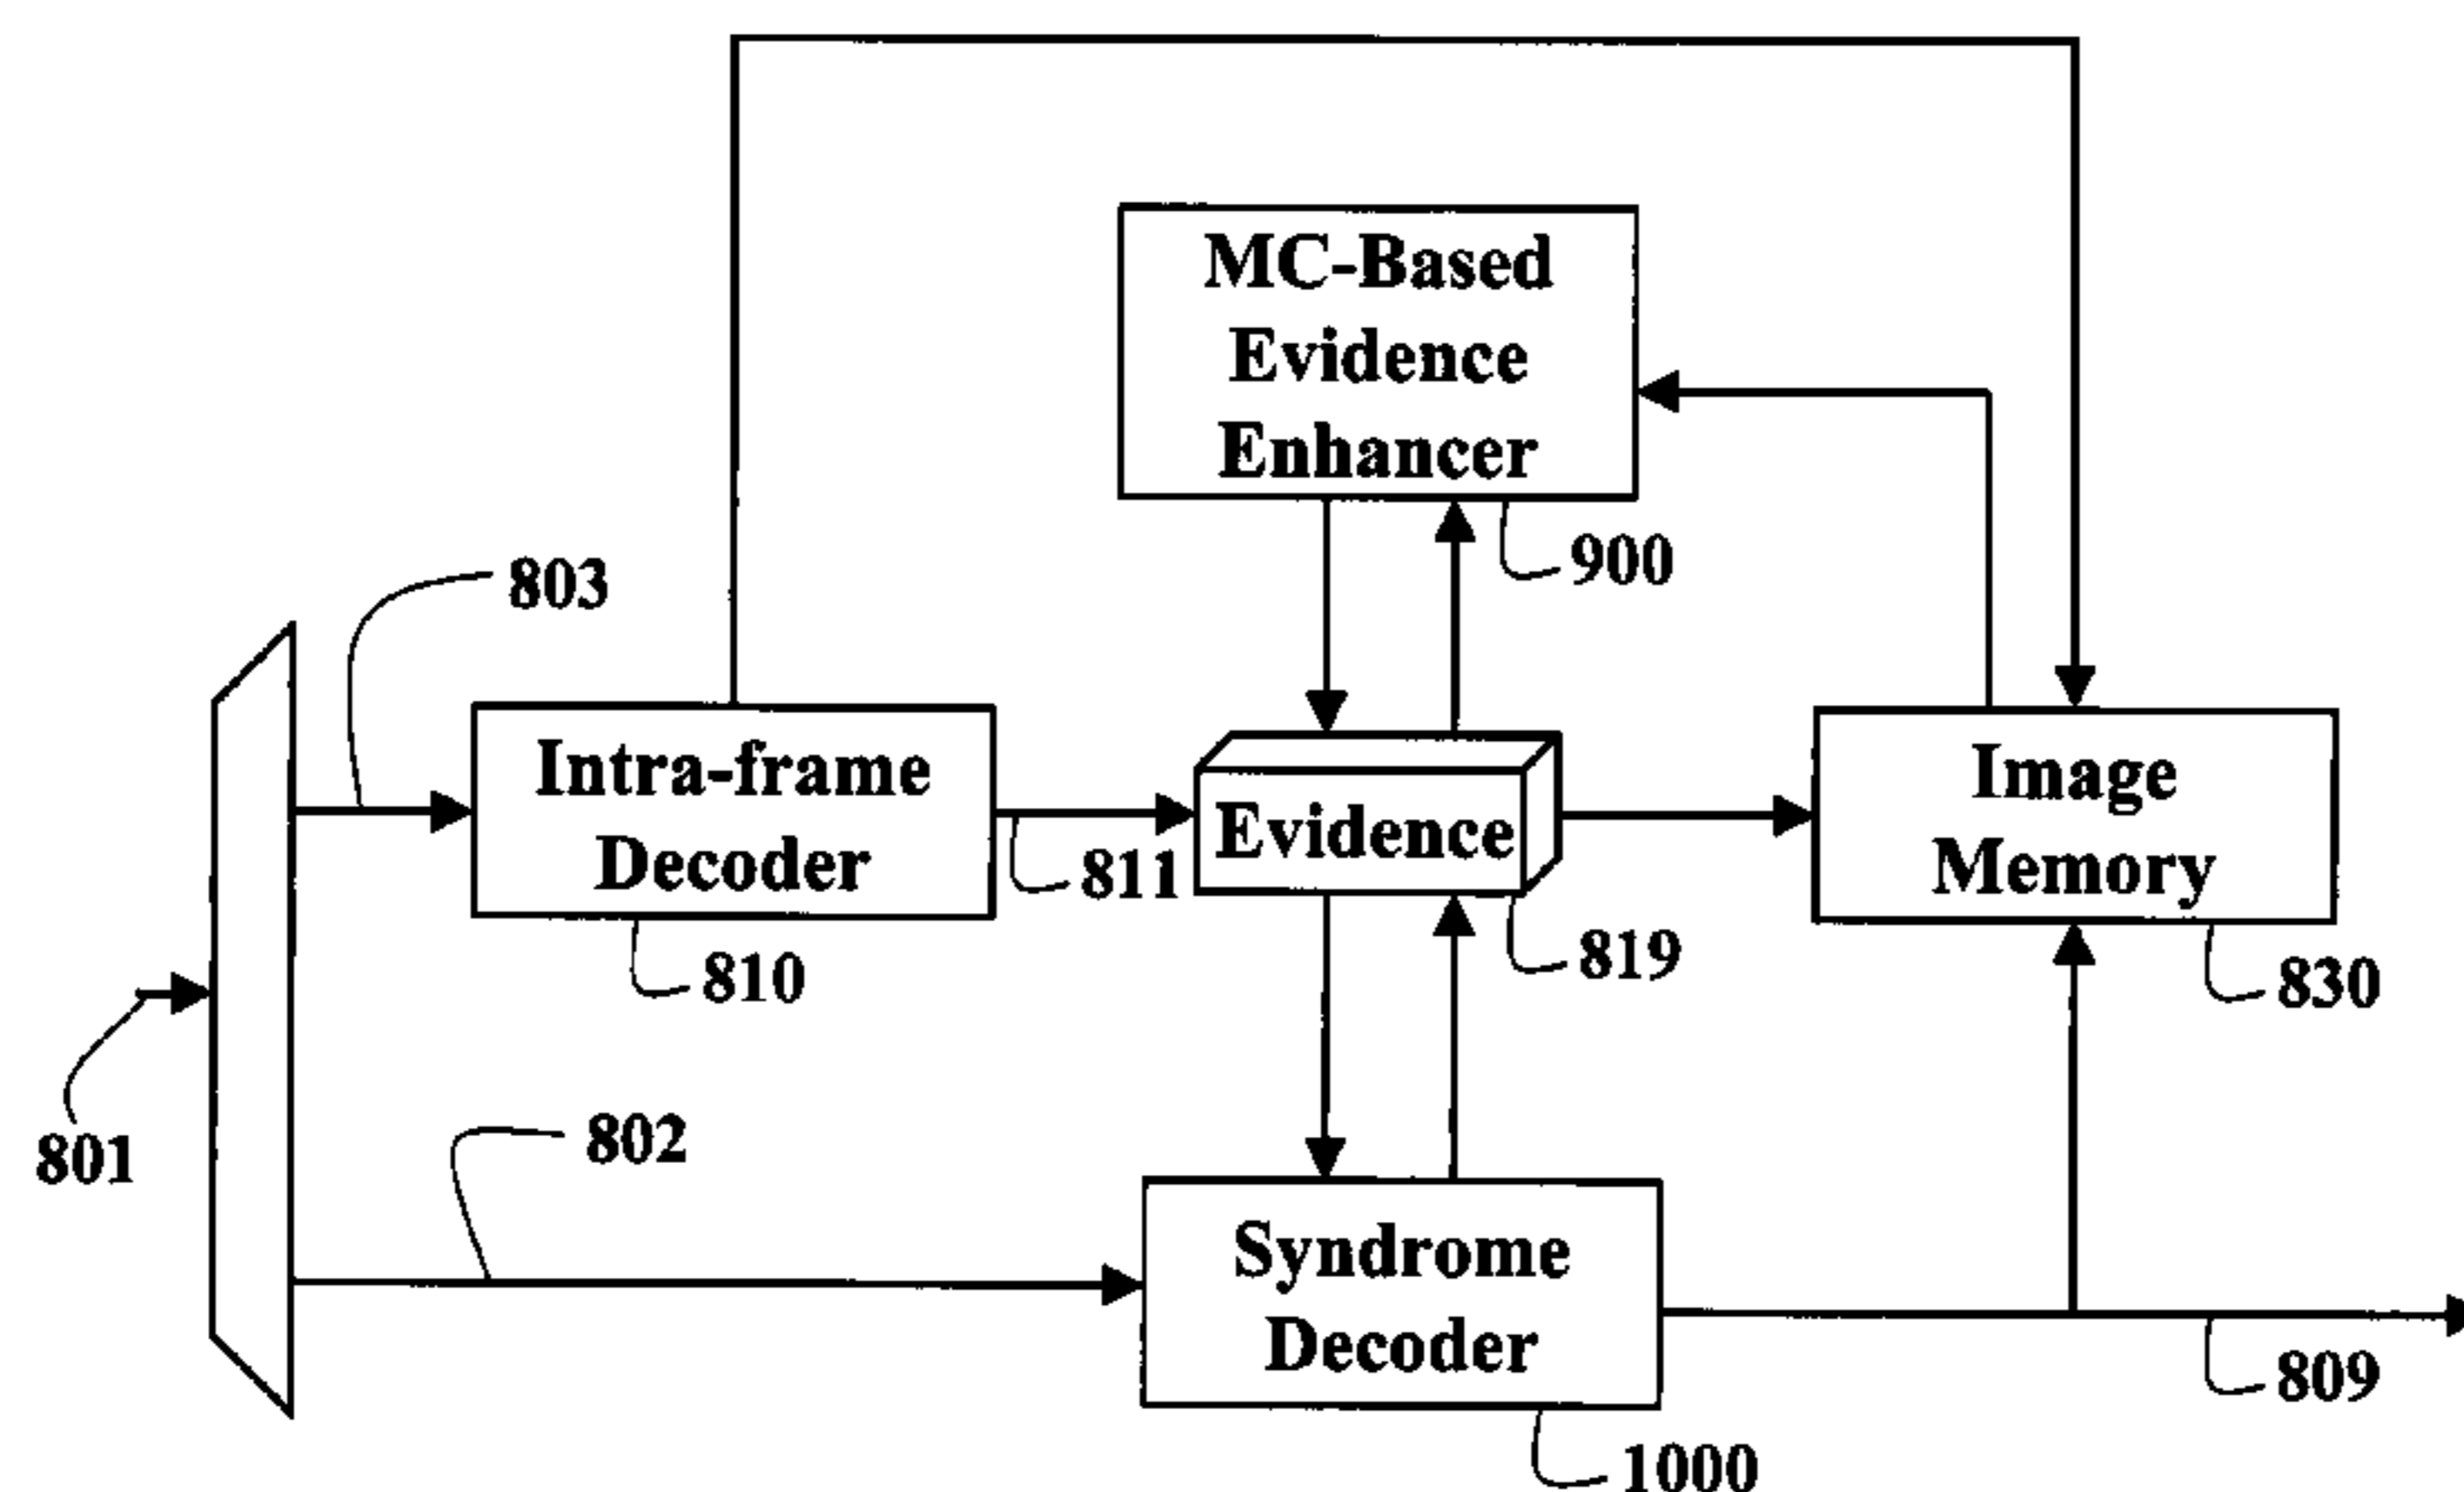 MC-Based
Evidence
Enhancer
900
803
Intra-frame
Decoder
810
811
Evidence
819
Image
Memory
830
801
802
Syndrome
Decoder
1000
809